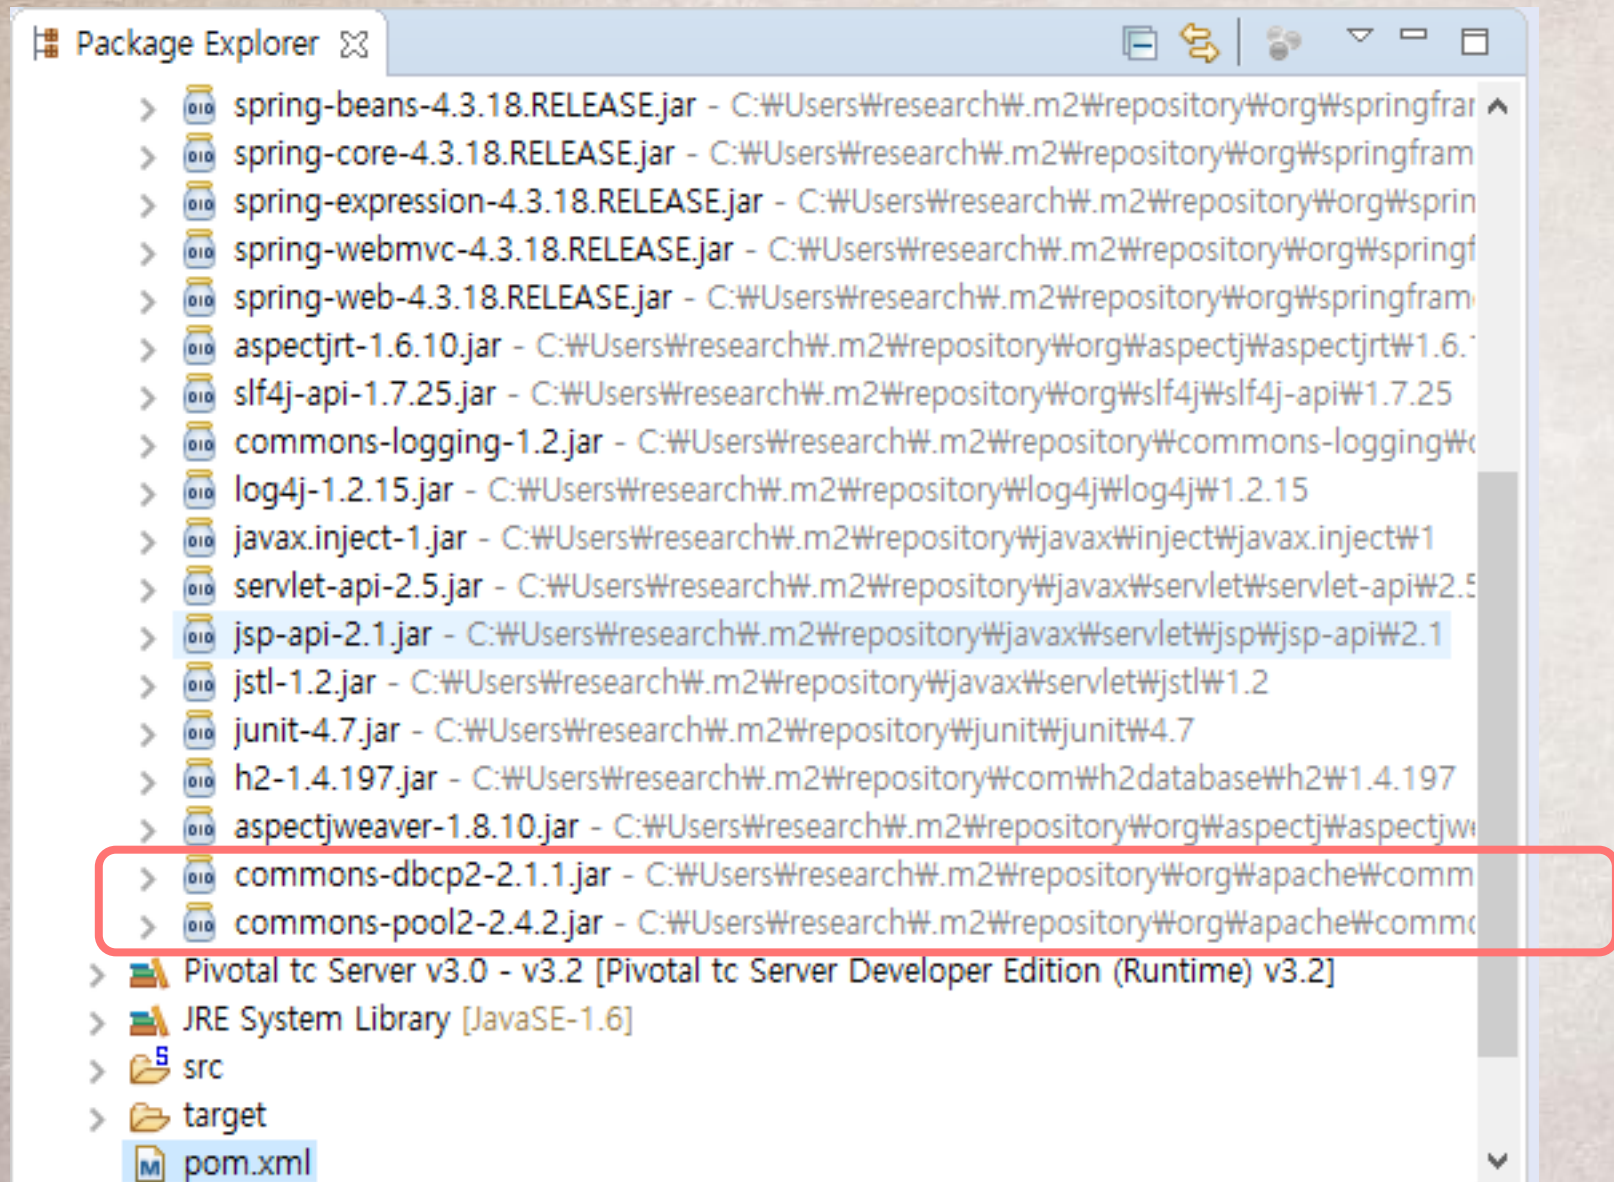 Package Explorer
spring-beans-4.3.18.RELEASE.jar - C:₩Users₩research₩.m2₩repository₩org₩springfrar
spring-core-4.3.18.RELEASE.jar - C:₩Users₩research₩.m2₩repository₩org₩springfram
spring-expression-4.3.18.RELEASE.jar - C:₩Users₩research₩.m2₩repository₩org₩sprin
spring-webmvc-4.3.18.RELEASE.jar - C:₩Users₩research₩.m2₩repository₩org₩springf
spring-web-4.3.18.RELEASE.jar - C:₩Users₩research₩.m2₩repository₩org₩springfram
aspectjrt-1.6.10.jar - C:₩Users₩research₩.m2₩repository₩org₩aspectj₩aspectjrt₩1.6.
slf4j-api-1.7.25.jar - C:₩Users₩research₩.m2₩repository₩org₩slf4j₩slf4j-api₩1.7.25
commons-logging-1.2.jar - C:₩Users₩research₩.m2₩repository₩commons-logging₩c
log4j-1.2.15.jar - C:₩Users₩research₩.m2₩repository₩log4j₩log4j₩1.2.15
javax.inject-1.jar - C:₩Users₩research₩.m2₩repository₩javax₩inject₩javax.inject₩1
servlet-api-2.5.jar - C:₩Users₩research₩.m2₩repository₩javax₩servlet₩servlet-api₩2.5
jsp-api-2.1.jar - C:₩Users₩research₩.m2₩repository₩javax₩servlet₩jsp₩jsp-api₩2.1
jstl-1.2.jar - C:₩Users₩research₩.m2₩repository₩javax₩servlet₩jstl₩1.2
junit-4.7.jar - C:₩Users₩research₩.m2₩repository₩junit₩junit₩4.7
h2-1.4.197.jar - C:₩Users₩research₩.m2₩repository₩com₩h2database₩h2₩1.4.197
aspectjweaver-1.8.10.jar - C:₩Users₩research₩.m2₩repository₩org₩aspectj₩aspectjw
commons-dbcp2-2.1.1.jar - C:₩Users₩research₩.m2₩repository₩org₩apache₩comm
commons-pool2-2.4.2.jar - C:₩Users₩research₩.m2₩repository₩org₩apache₩comm
Pivotal tc Server v3.0 - v3.2 [Pivotal tc Server Developer Edition (Runtime) v3.2]
JRE System Library [JavaSE-1.6]
src
target
pom.xml